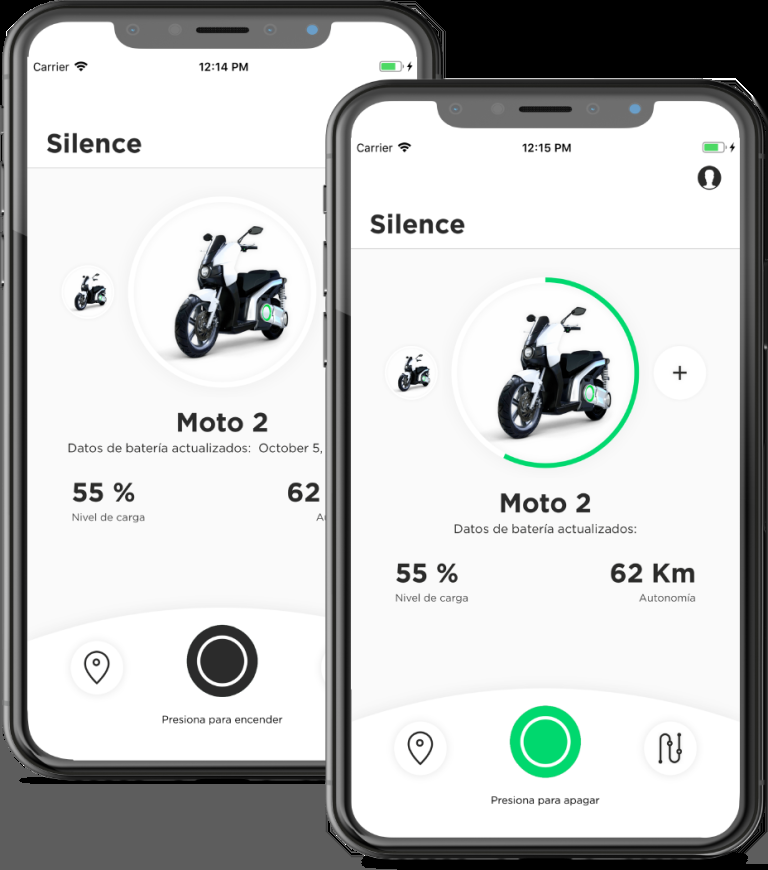 Carrier
12:14 PM
Silence
Moto 2
Datos de batería actualizados: October 5,
55 %
62
Nivel de carga
Presiona para encender
Carrier
12:15 PM
Silence
+
Moto 2
Datos de batería actualizados:
55 %
62 Km
Nivel de carga
Autonomía
Presiona para apagar